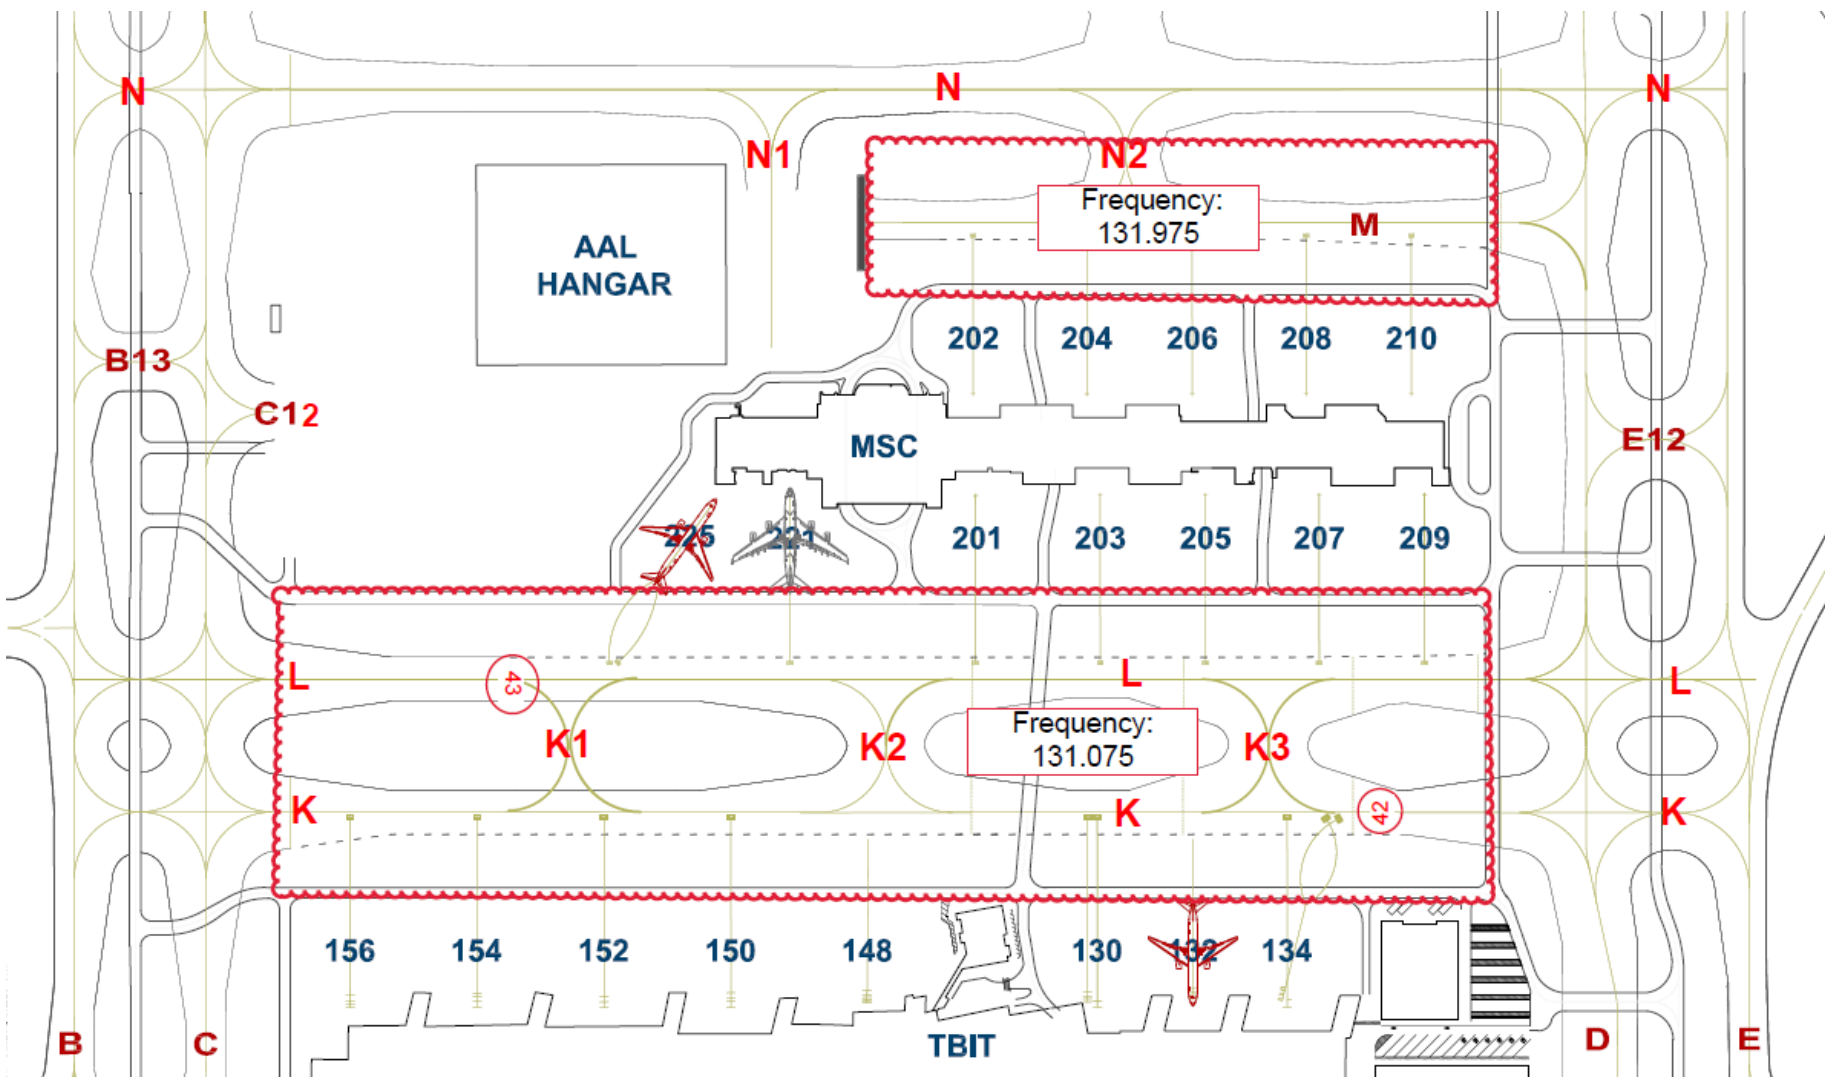 N
N
N
N1
N2
Frequency:
131.975
M
AAL
HANGAR
202
204
206
208
210
B13
C12
MSC
E12
225
221
201
203
205
207
209
L
43
L
L
K1
K2
Frequency:
131.075
K3
K
K
42
K
156
154
152
150
148
130
132
134
B
C
TBIT
D
E